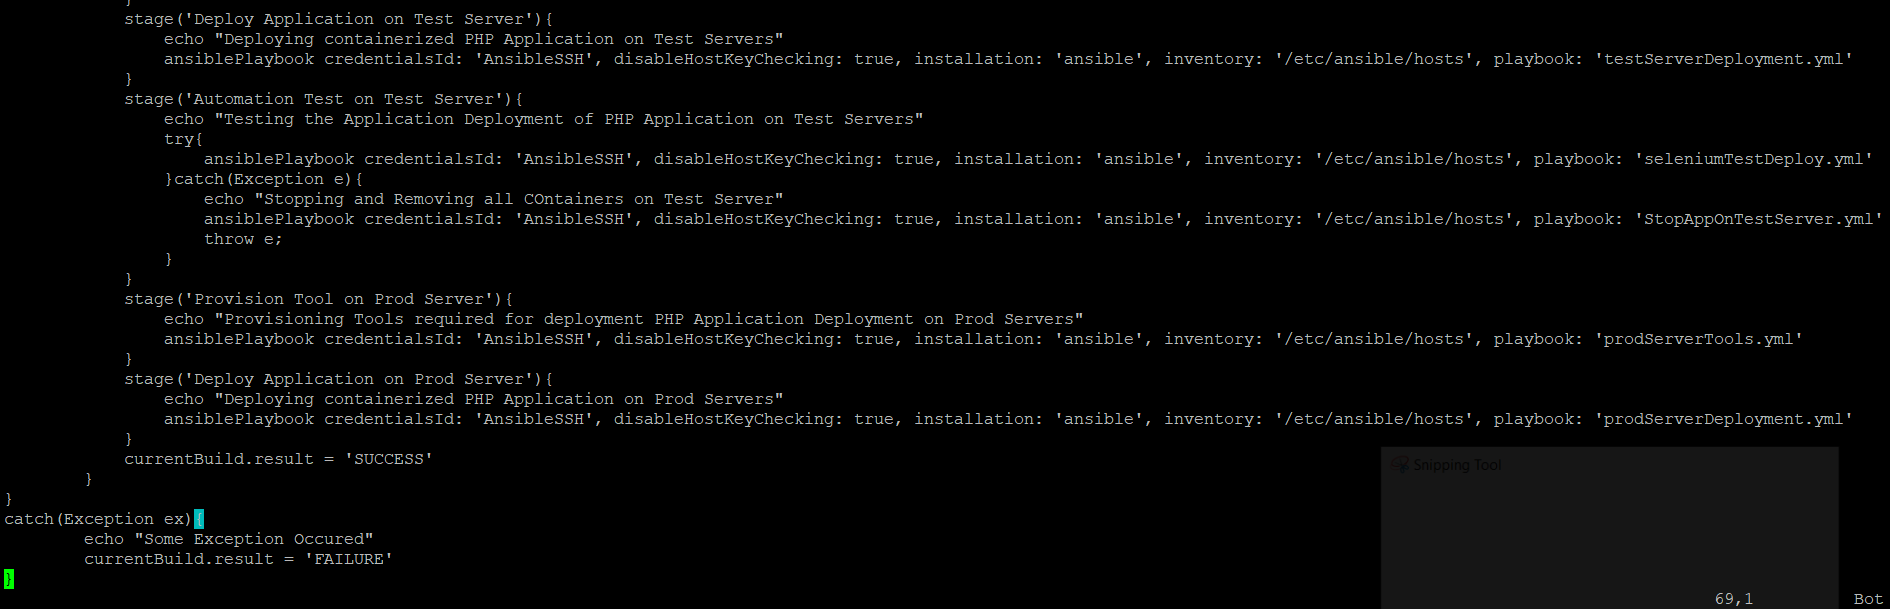 }
stage('Deploy Application on Test Server'){
echo "Deploying containerized PHP Application on Test Servers"
ansiblePlaybook credentialsId: 'AnsibleSSH', disableHostKeyChecking: true, installation: 'ansible', inventory: '/etc/ansible/hosts', playbook: 'testServerDeployment.yml'
}
stage('Automation Test on Test Server'){
echo "Testing the Application Deployment of PHP Application on Test Servers"
try{
ansiblePlaybook credentialsId: 'AnsibleSSH', disableHostKeyChecking: true, installation: 'ansible', inventory: '/etc/ansible/hosts', playbook: 'seleniumTestDeploy.yml'
}catch(Exception e){
echo "Stopping and Removing all COntainers on Test Server"
ansiblePlaybook credentialsId: 'AnsibleSSH', disableHostKeyChecking: true, installation: 'ansible', inventory: '/etc/ansible/hosts', playbook: 'StopAppOnTestServer.yml'
throw e;
}
}
stage('Provision Tool on Prod Server'){
echo "Provisioning Tools required for deployment PHP Application Deployment on Prod Servers"
ansiblePlaybook credentialsId: 'AnsibleSSH', disableHostKeyChecking: true, installation: 'ansible', inventory: '/etc/ansible/hosts', playbook: 'prodServerTools.yml'
}
stage('Deploy Application on Prod Server'){
echo "Deploying containerized PHP Application on Prod Servers"
ansiblePlaybook credentialsId: 'AnsibleSSH', disableHostKeyChecking: true, installation: 'ansible', inventory: '/etc/ansible/hosts', playbook: 'prodServerDeployment.yml'
}
currentBuild.result = 'SUCCESS'
}
}
catch(Exception ex){
echo "Some Exception Occured"
currentBuild.result = 'FAILURE'
}
Snipping Tool
69,1 Bot